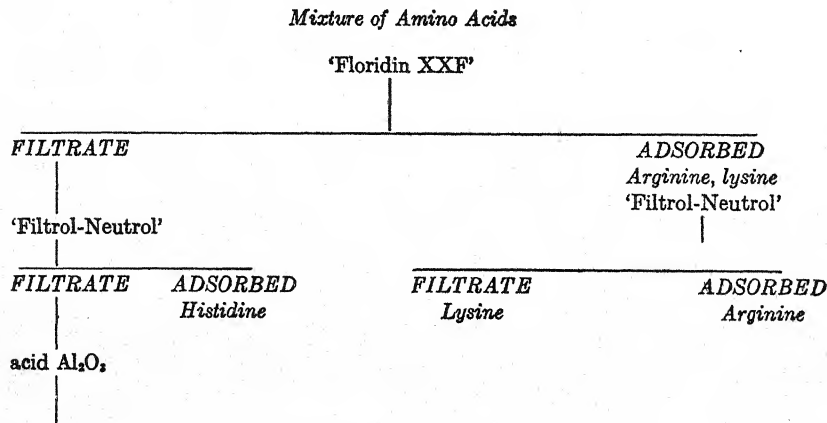 Mixture of Amino Acids
'Floridin XXF'
FILTRATE ADSORBED
Arginine, lysine
'Filtrol-Neutrol'
'Filtrol-Neutrol'
FILTRATE ADSORBED FILTRATE ADSORBED
Histidine Lysine Arginine
acid Al₂O₃